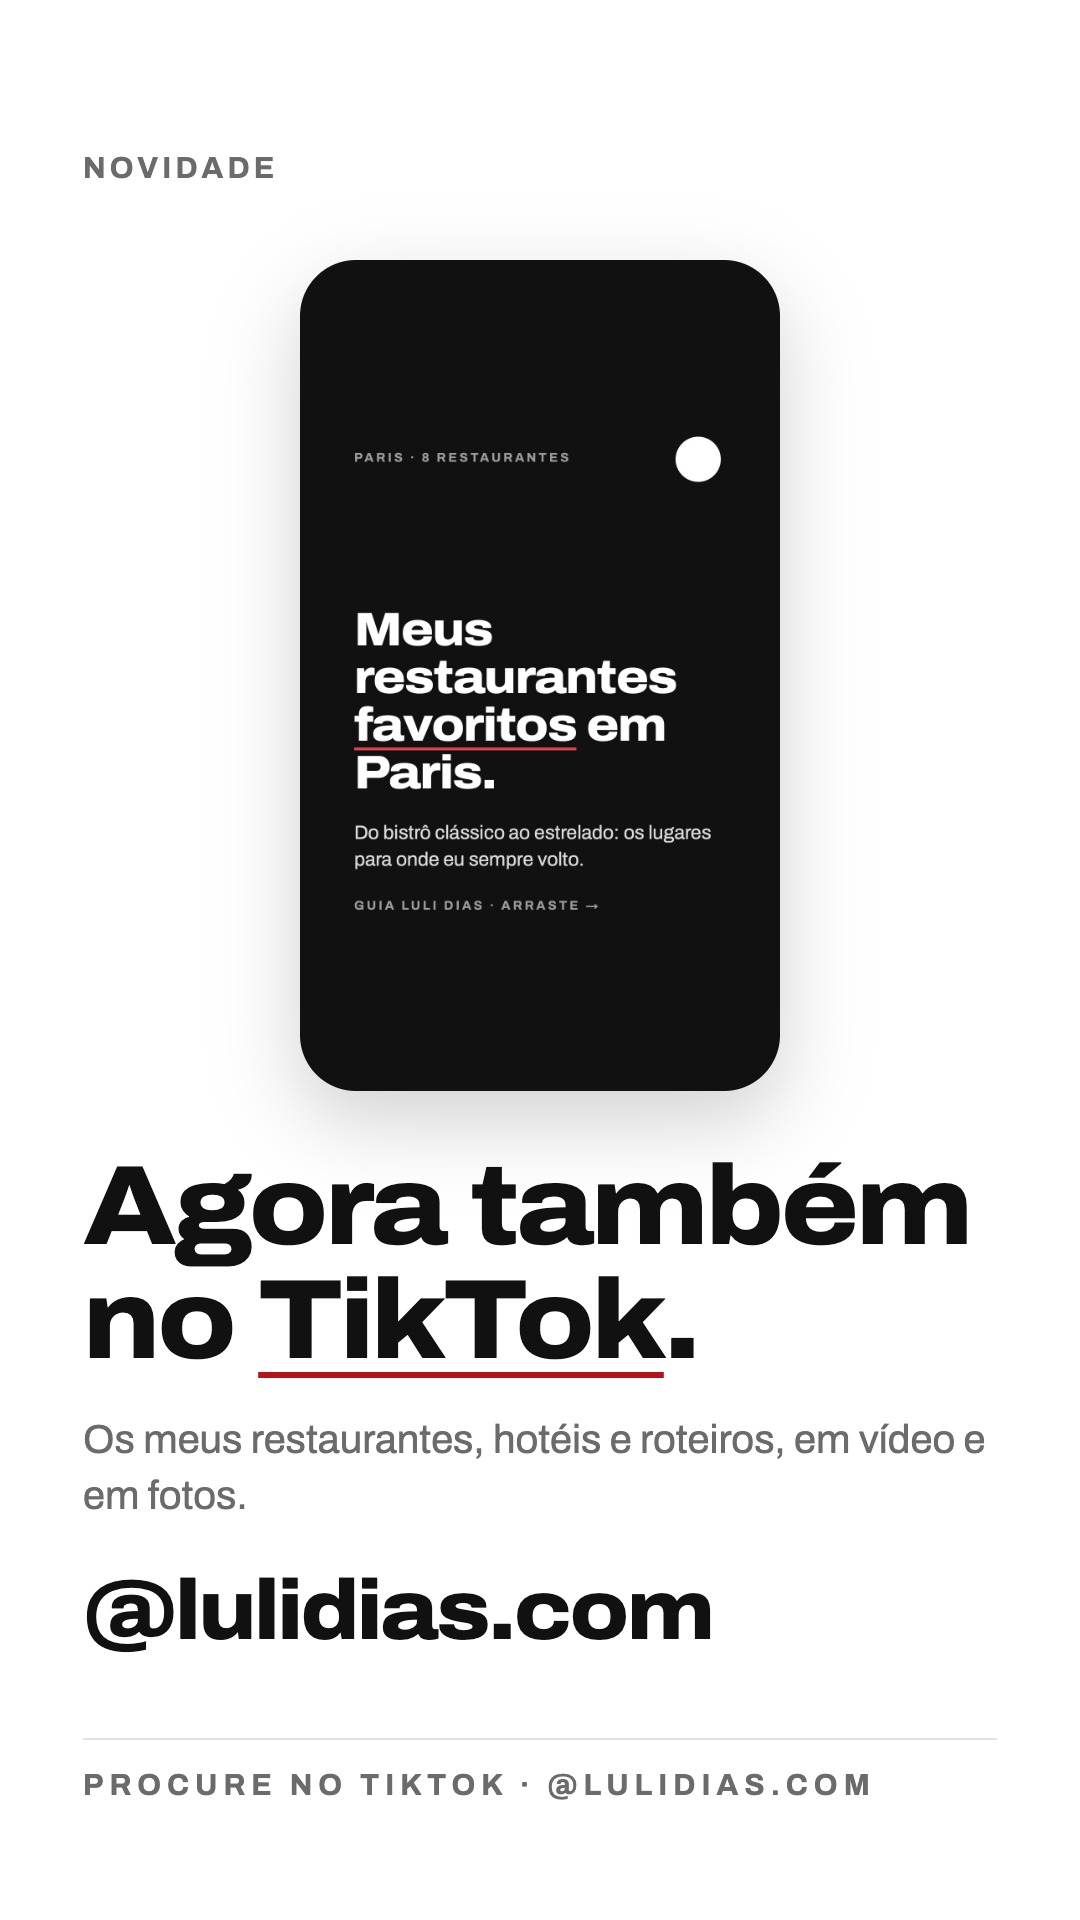 NOVIDADE
PARIS · 8 RESTAURANTES
Meus
restaurantes
favoritos em
Paris.
Do bistrô clássico ao estrelado: os lugares
para onde eu sempre volto.
GUIA LULI DIAS · ARRASTE →
Agora também
no TikTok.
Os meus restaurantes, hotéis e roteiros, em vídeo e
em fotos.
@lulidias.com
PROCURE NO TIKTOK · @LULIDIAS.COM